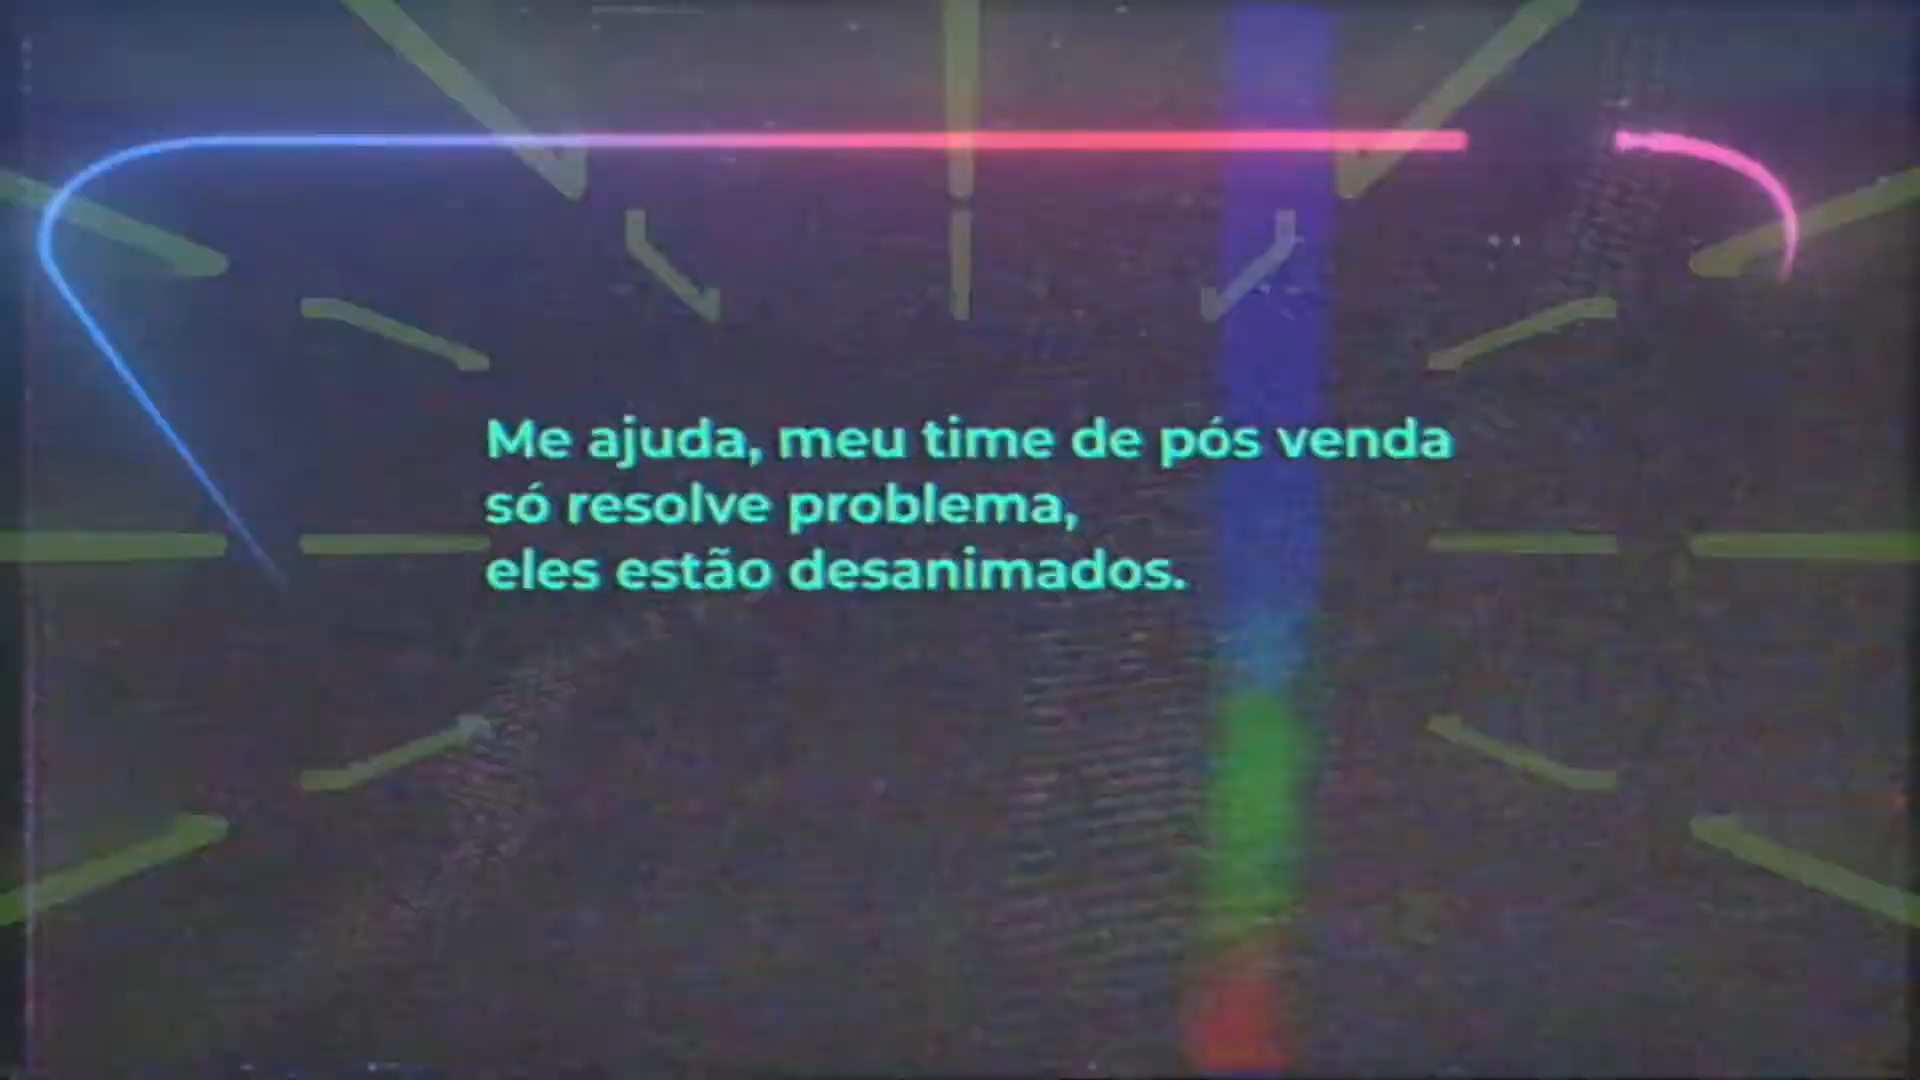 Me ajuda, meu time de pós venda
só resolve problema,
eles estão desanimados.